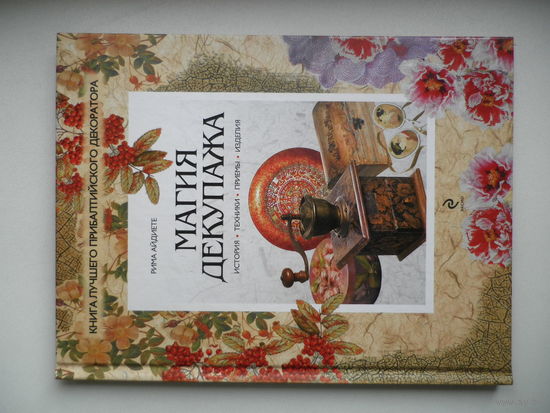 КНИГА ЛУЧШЕГО ПРИБАЛТИЙСКОГО ДЕКОРАТОРА
РИМА АЙДИЕТЕ
МАГИЯ
ДЕКУПАЖА
ИСТОРИЯ • ТЕХНИКИ • ПРИЕМЫ • ИЗДЕЛИЯ